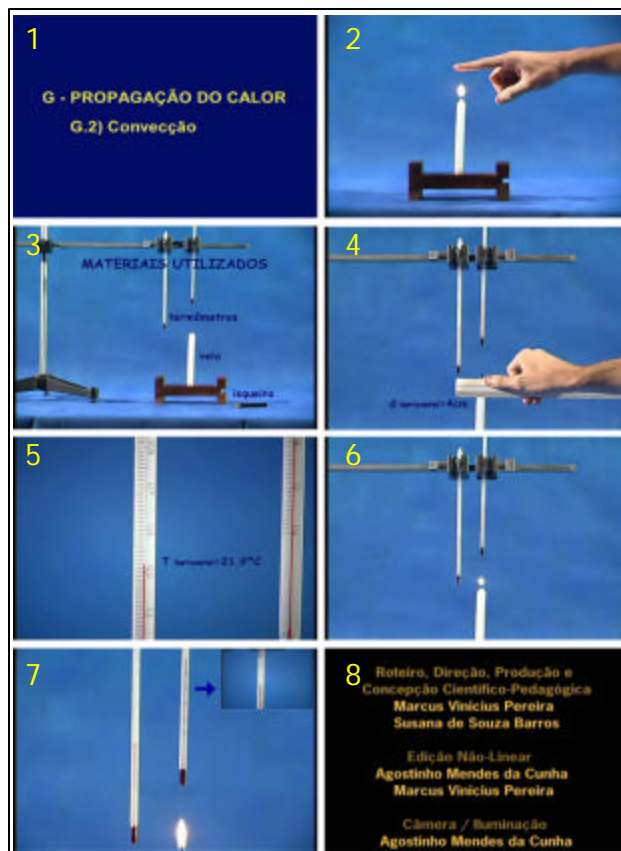 1
G - PROPAGAÇÃO DO CALOR
G.2) Convecção
2
3
MATERIAIS UTILIZADOS
termômetros
vela
isqueiro
4
5
6
7
8
Roteiro, Direção, Produção e
Concepção Científico-Pedagógica
Marcus Vinicius Pereira
Susana de Souza Barros
Edição Não-Linear
Agostinho Mendes da Cunha
Marcus Vinicius Pereira
Câmera / Iluminação
Agostinho Mendes da Cunha